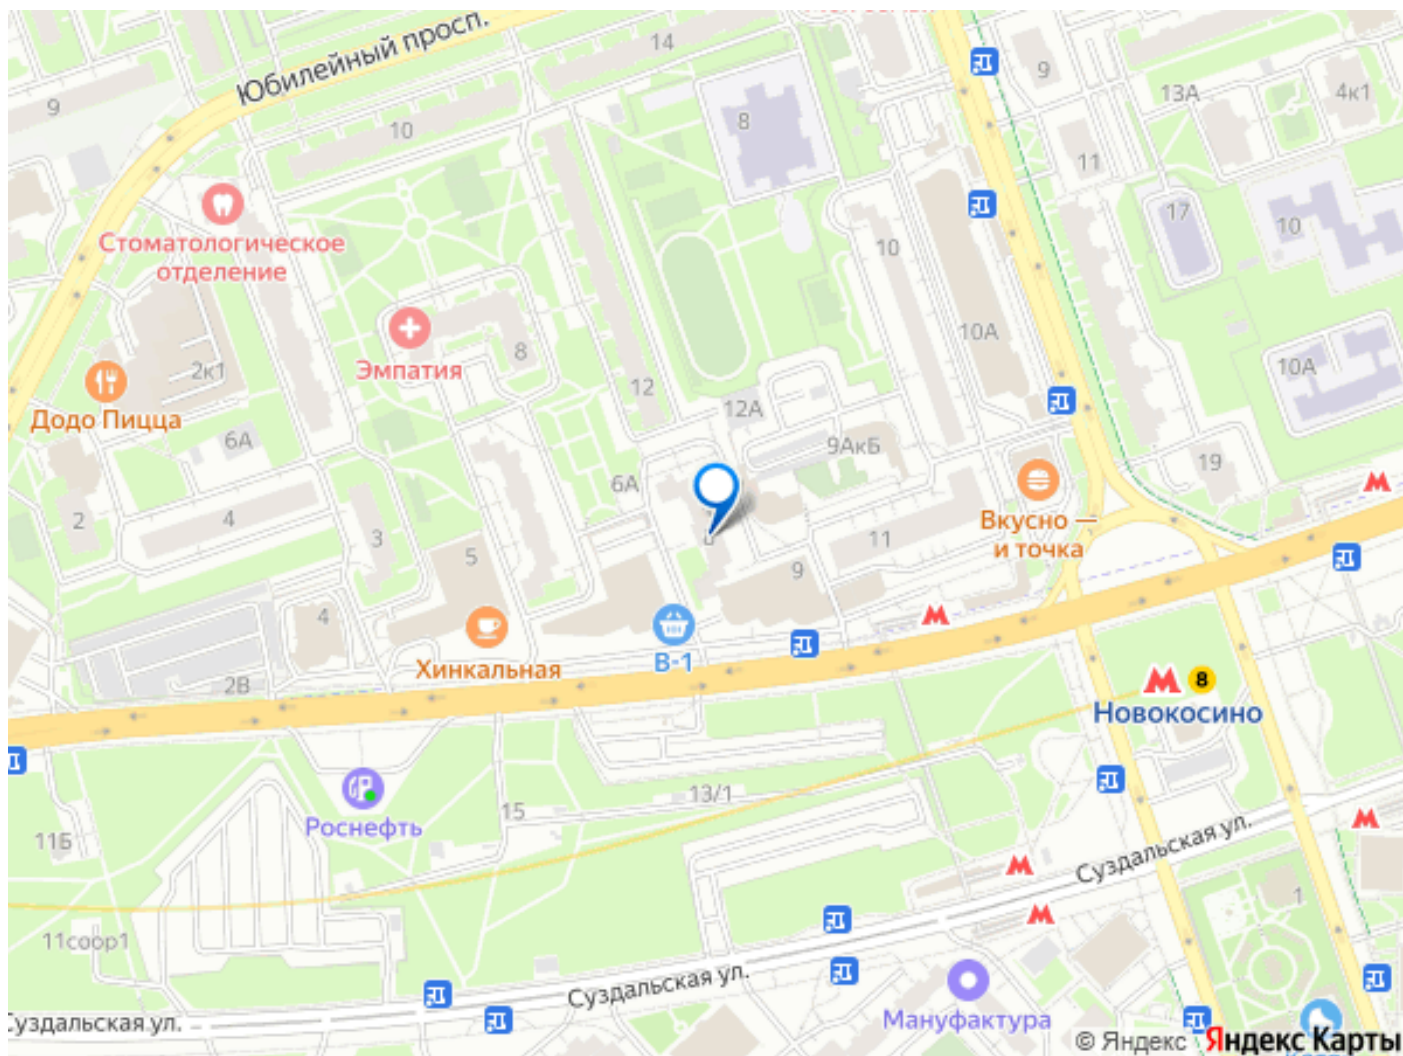 Юбилейный просп.
14
9
13А
4к1
9
10
8
11
17
10
Стоматологическое
отделение
10
10А
8
2к1
Эмпатия
10А
12
12А
Додо Пицца
6А
9АкБ
19
6А
2
4
3
5
11
Вкусно —
и точка
9
4
Хинкальная
В-1
2В
8
Новокосино
13/1
15
Роснефть
11Б
Суздальская ул.
1
11соор1
Суздальская ул.
Суздальская ул.
Мануфактура
© Яндекс Яндекс Карты